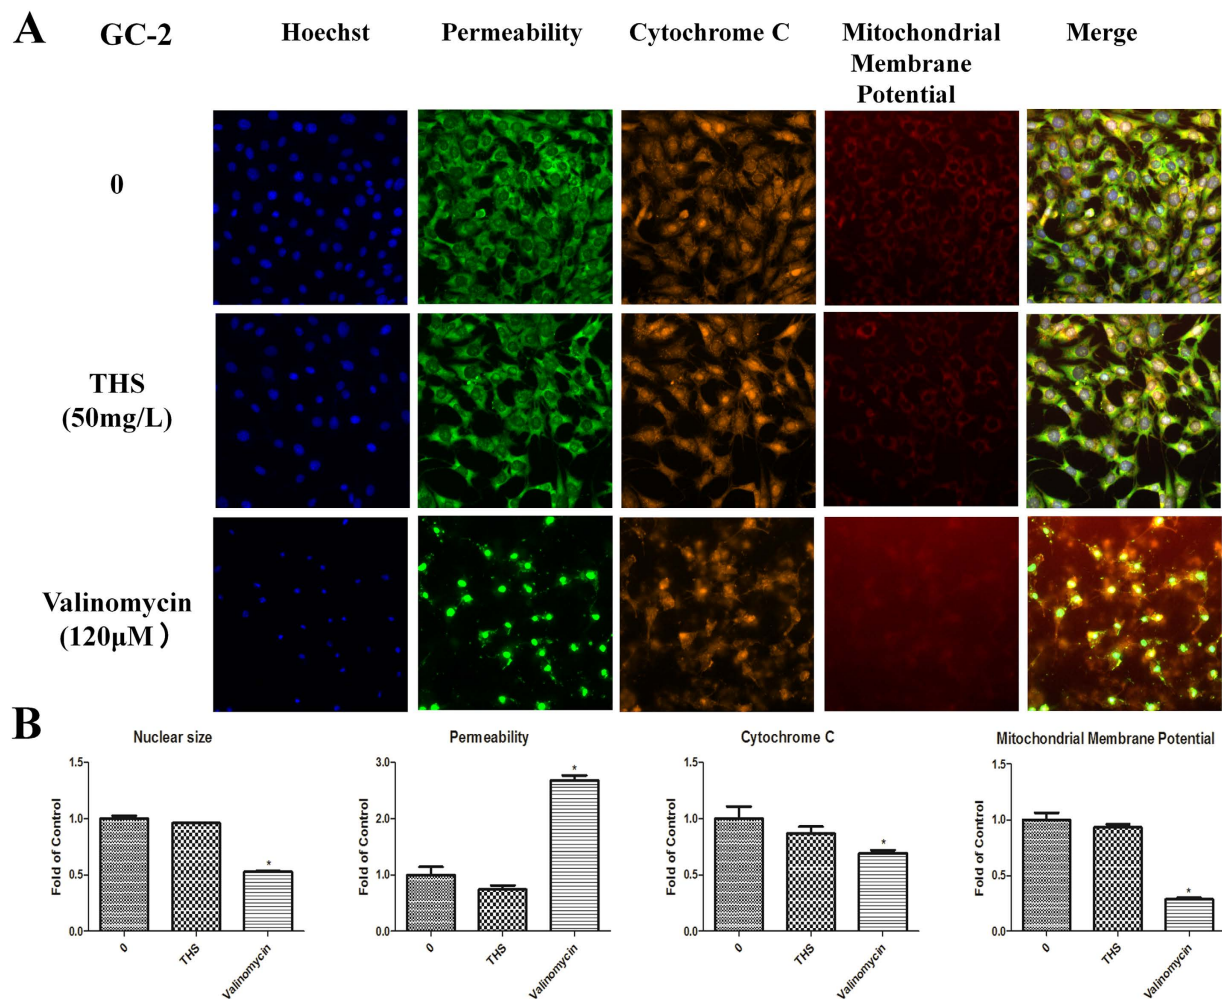 A
GC-2
Hoechst
Permeability
Cytochrome C
Mitochondrial
Membrane
Potential
Merge
0
THS
(50mg/L)
Valinomycin
(120μM）
B
Nuclear size
Fold of Control
1.5
1.0
0.5
0.0
0
THS
Valinomycin
*
Permeability
Fold of Control
3.0
2.0
1.0
0.0
0
THS
Valinomycin
*
Cytochrome C
Fold of Control
1.5
1.0
0.5
0.0
0
THS
Valinomycin
*
Mitochondrial Membrane Potential
Fold of Control
1.5
1.0
0.5
0.0
0
THS
Valinomycin
*